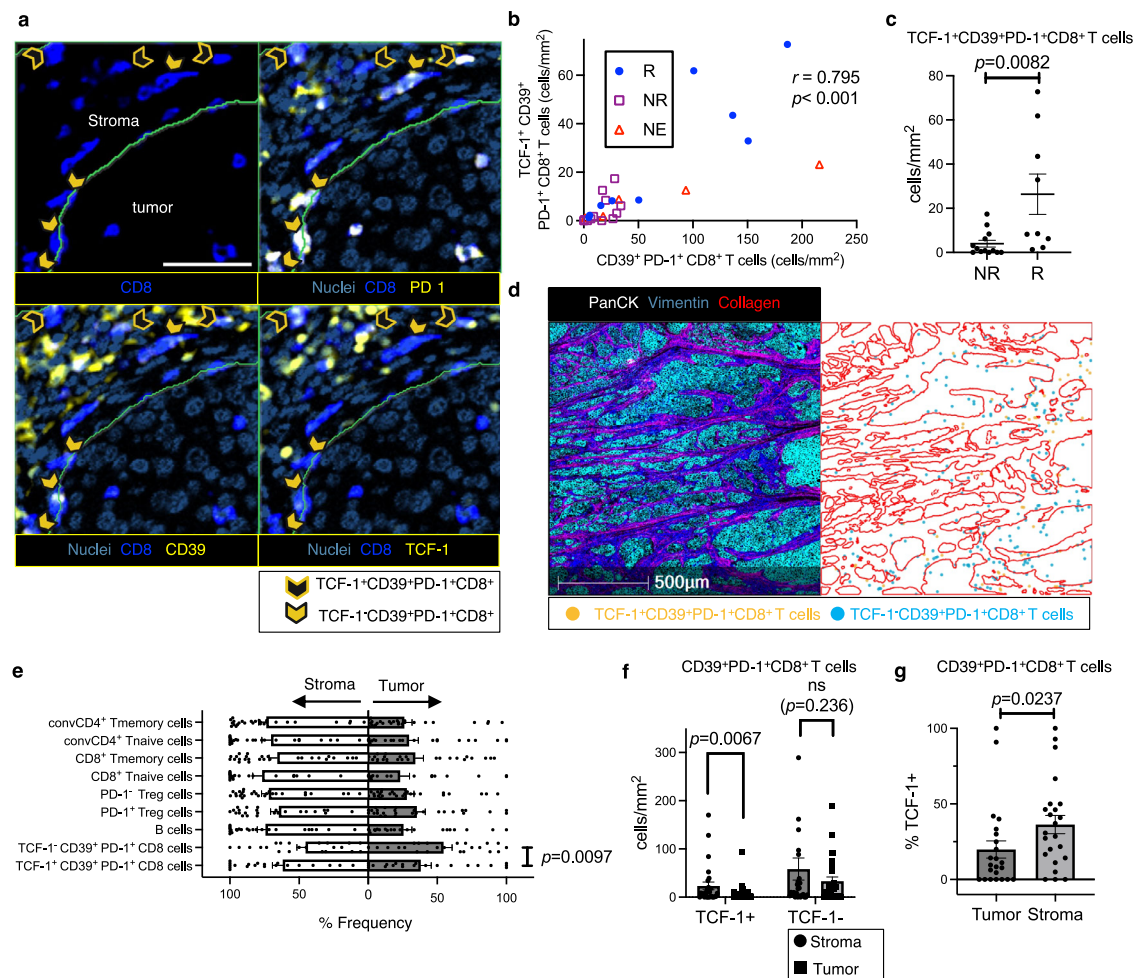 a
Stroma
tumor
CD8
Nuclei CD8 PD 1
Nuclei CD8 CD39
Nuclei CD8 TCF-1
TCF-1⁺CD39⁺PD-1⁺CD8⁺
TCF-1⁻CD39⁺PD-1⁺CD8⁺
b
TCF-1⁺ CD39⁺
PD-1⁺ CD8⁺ T cells (cells/mm²)
60
40
20
0
R
NR
NE
r = 0.795
p< 0.001
0 50 100 150 200 250
CD39⁺ PD-1⁺ CD8⁺ T cells (cells/mm²)
c
TCF-1⁺CD39⁺PD-1⁺CD8⁺ T cells
p=0.0082
cells/mm²
80
60
40
20
0
NR R
d
PanCK Vimentin Collagen
500μm
TCF-1⁺CD39⁺PD-1⁺CD8⁺ T cells TCF-1⁻CD39⁺PD-1⁺CD8⁺ T cells
e
Stroma Tumor
convCD4⁺ Tmemory cells
convCD4⁺ Tnaive cells
CD8⁺ Tmemory cells
CD8⁺ Tnaive cells
PD-1⁻ Treg cells
PD-1⁺ Treg cells
B cells
TCF-1⁻ CD39⁺ PD-1⁺ CD8 cells
TCF-1⁺ CD39⁺ PD-1⁺ CD8 cells
p=0.0097
100 50 0 50 100
% Frequency
f
CD39⁺PD-1⁺CD8⁺ T cells
ns
(p=0.236)
p=0.0067
cells/mm²
300
200
100
0
TCF-1+ TCF-1-
Stroma
Tumor
g
CD39⁺PD-1⁺CD8⁺ T cells
p=0.0237
% TCF-1+
100
50
0
Tumor Stroma